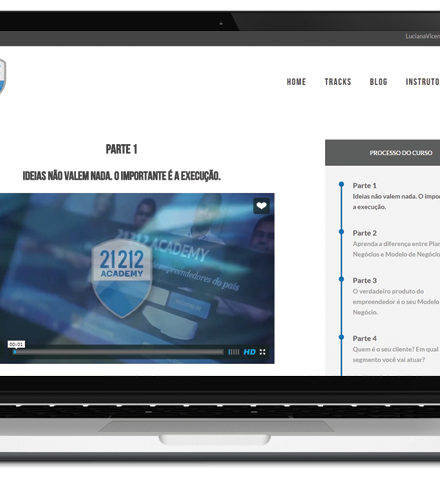 LucianaVicen
HOME TRACKS BLOG INSTRUTO
PARTE 1
IDEIAS NÃO VALEM NADA. O IMPORTANTE É A EXECUÇÃO.
21212 ACADEMY
empreendedores do país
21212
ACADEMY
00:01
HD
PROCESSO DO CURSO
Parte 1
Ideias não valem nada. O impor
a execução.
Parte 2
Aprenda a diferença entre Plan
Negócios e Modelo de Negócio
Parte 3
O verdadeiro produto do
empreendedor é o seu Modelo
Negócio.
Parte 4
Quem é o seu cliente? Em qual
segmento você vai atuar?